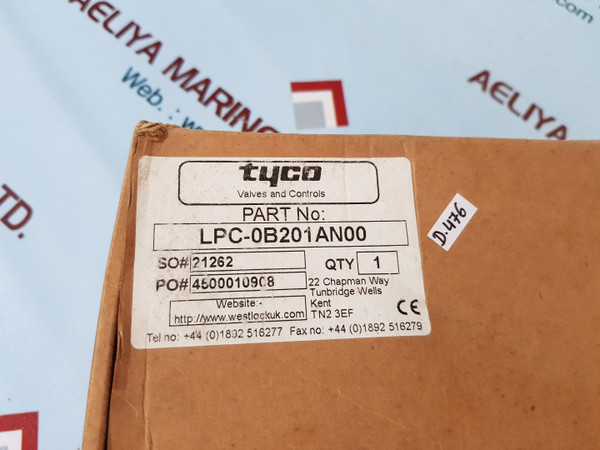 AELIYA MARINE
Web. : w
AELIYA
We
TD.
tyco
Valves and Controls
PART No:
LPC-0B201AN00
SO# 21262
QTY 1
PO# 4500010908
22 Chapman Way
Tunbridge Wells
Kent
TN2 3EF
Website:-
http://www.westlockuk.com
CE
Tel no: +44 (0)1892 516277 Fax no: +44 (0)1892 516279
D.476